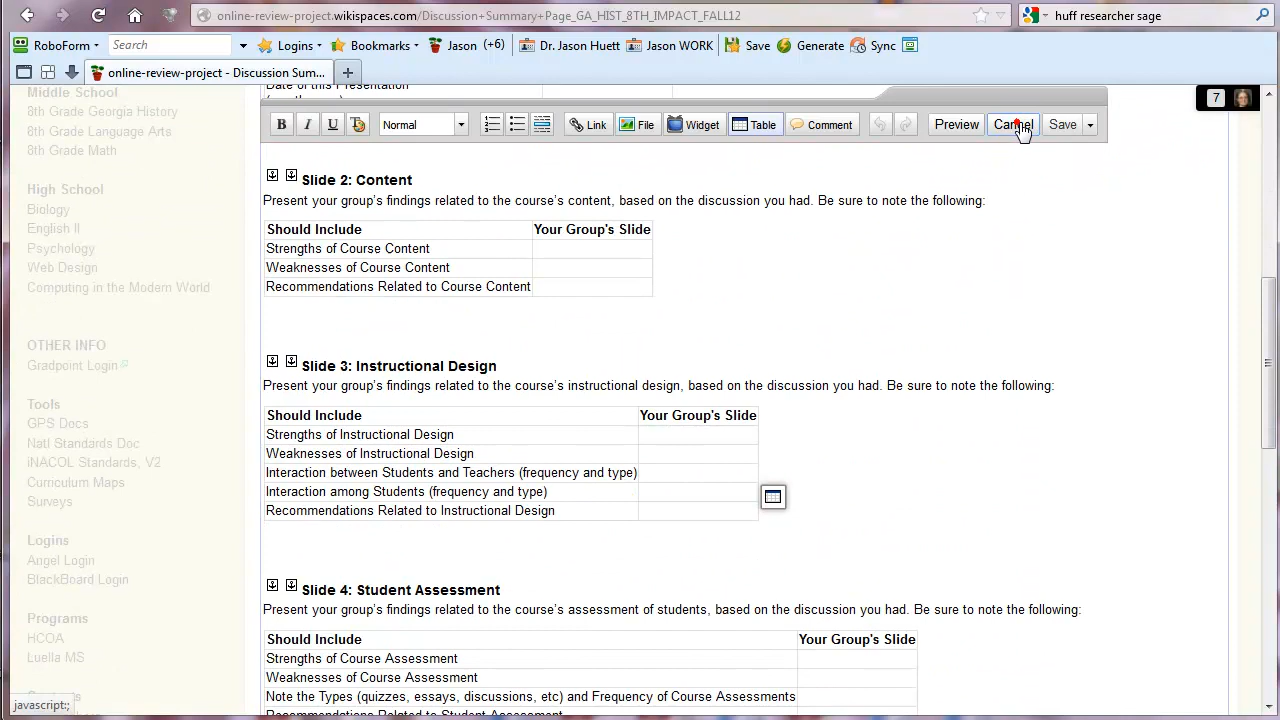 online-review-project.wikispaces.com/Discussion+Summary+Page_GA_HIST_8TH_IMPACT_FALL12
huff researcher sage
RoboForm
Search
Logins
Bookmarks
Jason (+6)
Dr. Jason Huett
Jason WORK
Save
Generate
Sync
online-review-project - Discussion Sum...
Middle School
8th Grade Georgia History
8th Grade Language Arts
8th Grade Math
High School
Biology
English II
Psychology
Web Design
Computing in the Modern World
OTHER INFO
Gradpoint Login
Tools
GPS Docs
Natl Standards Doc
iNACOL Standards, V2
Curriculum Maps
Surveys
Logins
Angel Login
BlackBoard Login
Programs
HCOA
Luella MS
javascript:;
Date of this Presentation
B I U
Normal
Link
File
Widget
Table
Comment
Preview
Cancel
Save
7
Slide 2: Content
Present your group's findings related to the course's content, based on the discussion you had. Be sure to note the following:
Should Include Your Group's Slide
Strengths of Course Content
Weaknesses of Course Content
Recommendations Related to Course Content
Slide 3: Instructional Design
Present your group's findings related to the course's instructional design, based on the discussion you had. Be sure to note the following:
Should Include Your Group's Slide
Strengths of Instructional Design
Weaknesses of Instructional Design
Interaction between Students and Teachers (frequency and type)
Interaction among Students (frequency and type)
Recommendations Related to Instructional Design
Slide 4: Student Assessment
Present your group's findings related to the course's assessment of students, based on the discussion you had. Be sure to note the following:
Should Include Your Group's Slide
Strengths of Course Assessment
Weaknesses of Course Assessment
Note the Types (quizzes, essays, discussions, etc) and Frequency of Course Assessments
Recommendations Related to Student Assessment